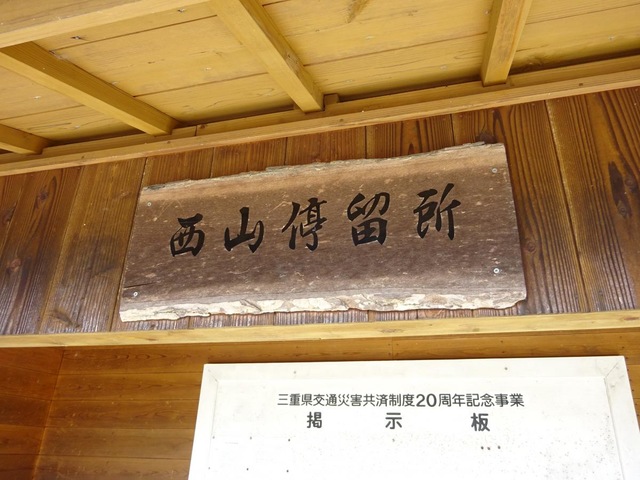 西山停留所
三重県交通災害共済制度20周年記念事業
掲示板